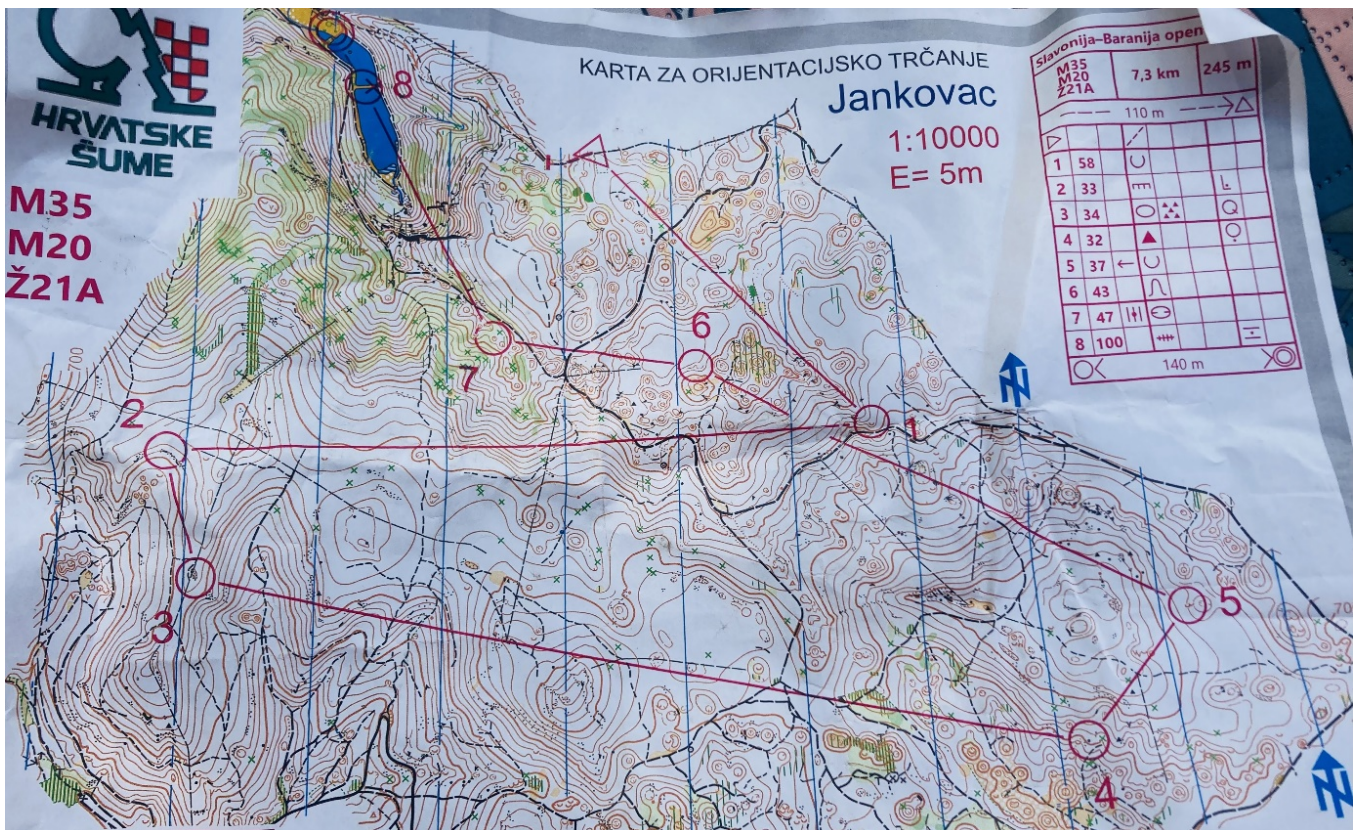 HRVATSKE
ŠUME
M35
M20
Ž21A
KARTA ZA ORIJENTACIJSKO TRČANJE
Jankovac
1:10000
E= 5m
Slavonija-Baranija open
M35
M20
Ž21A
7,3 km
245 m
110 m
1 58
2 33
3 34
4 32
5 37
6 43
7 47
8 100
140 m
8
6
7
2
1
3
5
4
550
700
N
N